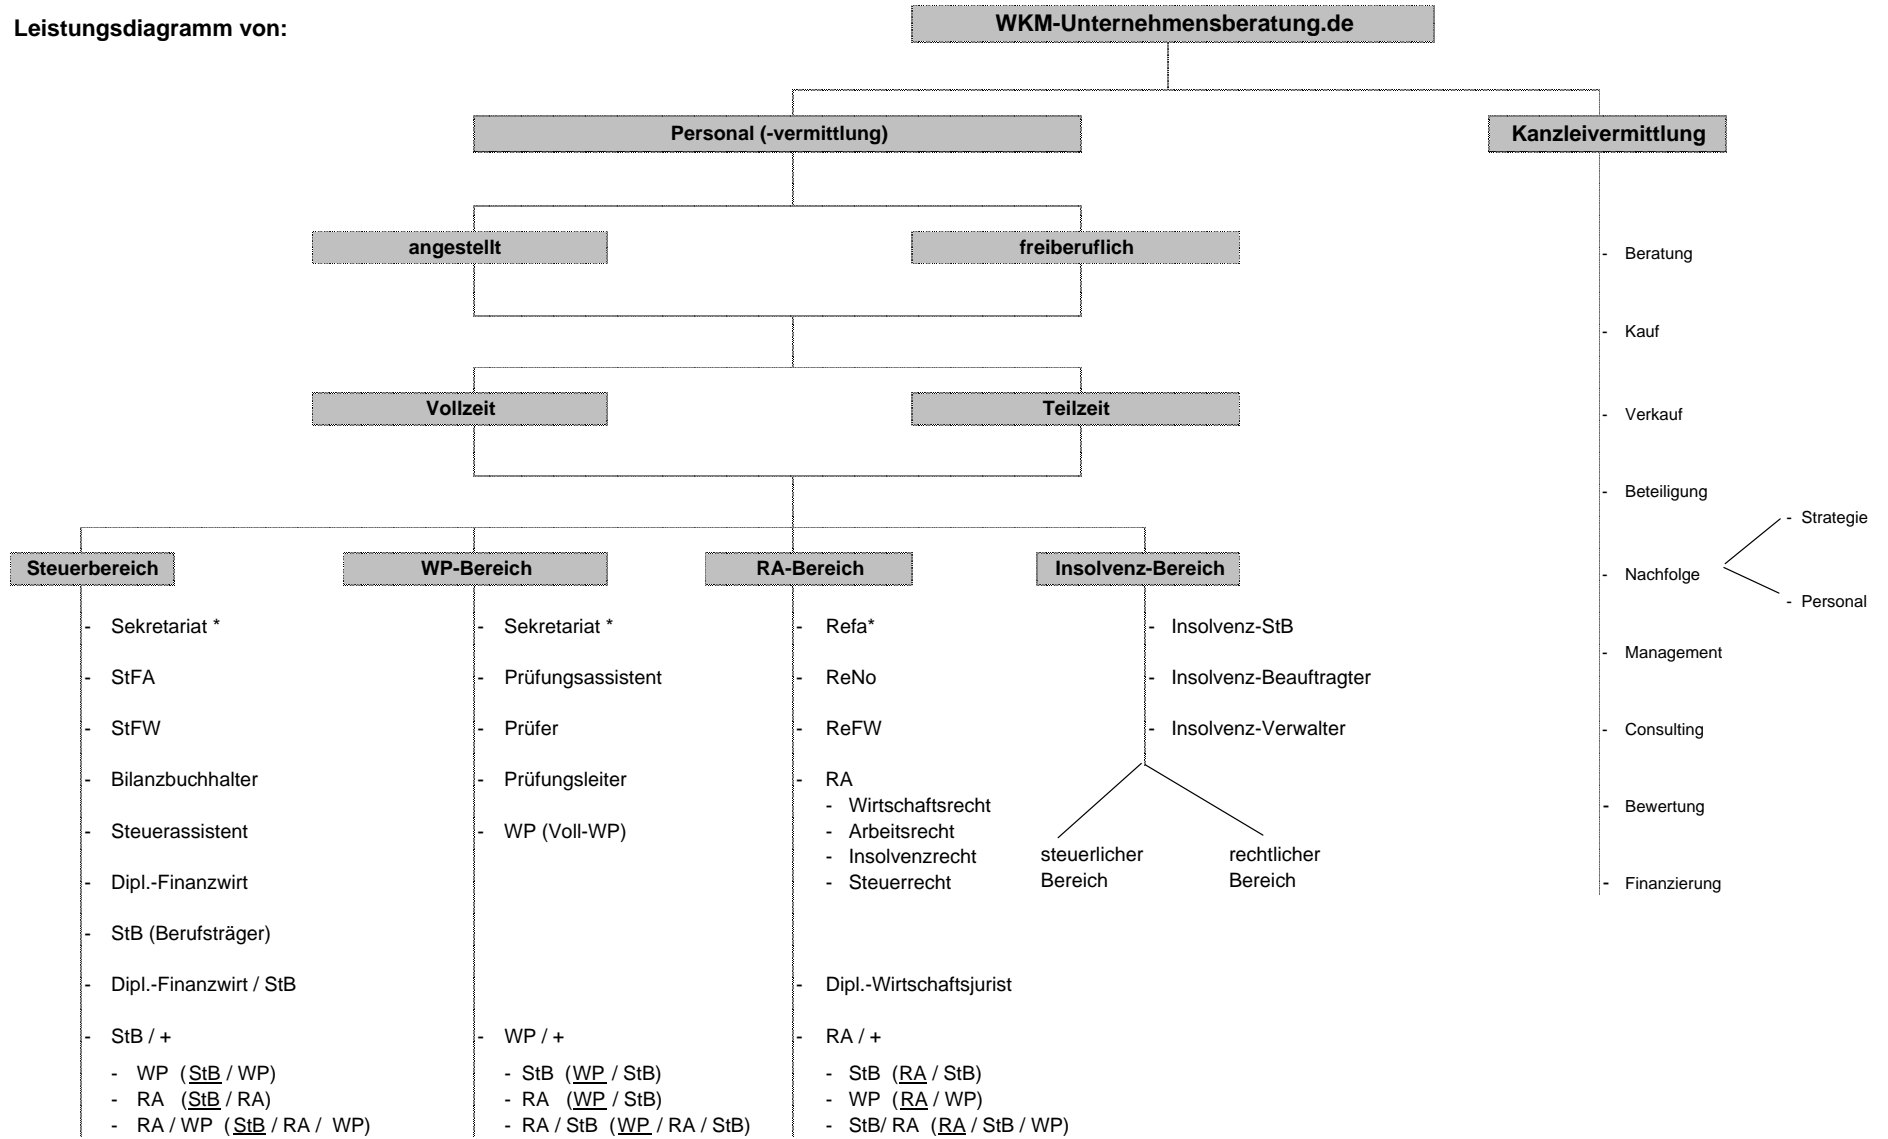 Leistungsdiagramm von:
WKM-Unternehmensberatung.de
Personal (-vermittlung)
Kanzleivermittlung
angestellt
freiberuflich
Vollzeit
Teilzeit
Steuerbereich
WP-Bereich
RA-Bereich
Insolvenz-Bereich
- Sekretariat *
- StFA
- StFW
- Bilanzbuchhalter
- Steuerassistent
- Dipl.-Finanzwirt
- StB (Berufsträger)
- Dipl.-Finanzwirt / StB
- StB / +
- WP (StB / WP)
- RA (StB / RA)
- RA / WP (StB / RA / WP)
- Sekretariat *
- Prüfungsassistent
- Prüfer
- Prüfungsleiter
- WP (Voll-WP)
- WP / +
- StB (WP / StB)
- RA (WP / StB)
- RA / StB (WP / RA / StB)
- Refa*
- ReNo
- ReFW
- RA
- Wirtschaftsrecht
- Arbeitsrecht
- Insolvenzrecht
- Steuerrecht
- Dipl.-Wirtschaftsjurist
- RA / +
- StB (RA / StB)
- WP (RA / WP)
- StB/ RA (RA / StB / WP)
- Insolvenz-StB
- Insolvenz-Beauftragter
- Insolvenz-Verwalter
steuerlicher
Bereich
rechtlicher
Bereich
- Beratung
- Kauf
- Verkauf
- Beteiligung
- Nachfolge
- Strategie
- Personal
- Management
- Consulting
- Bewertung
- Finanzierung